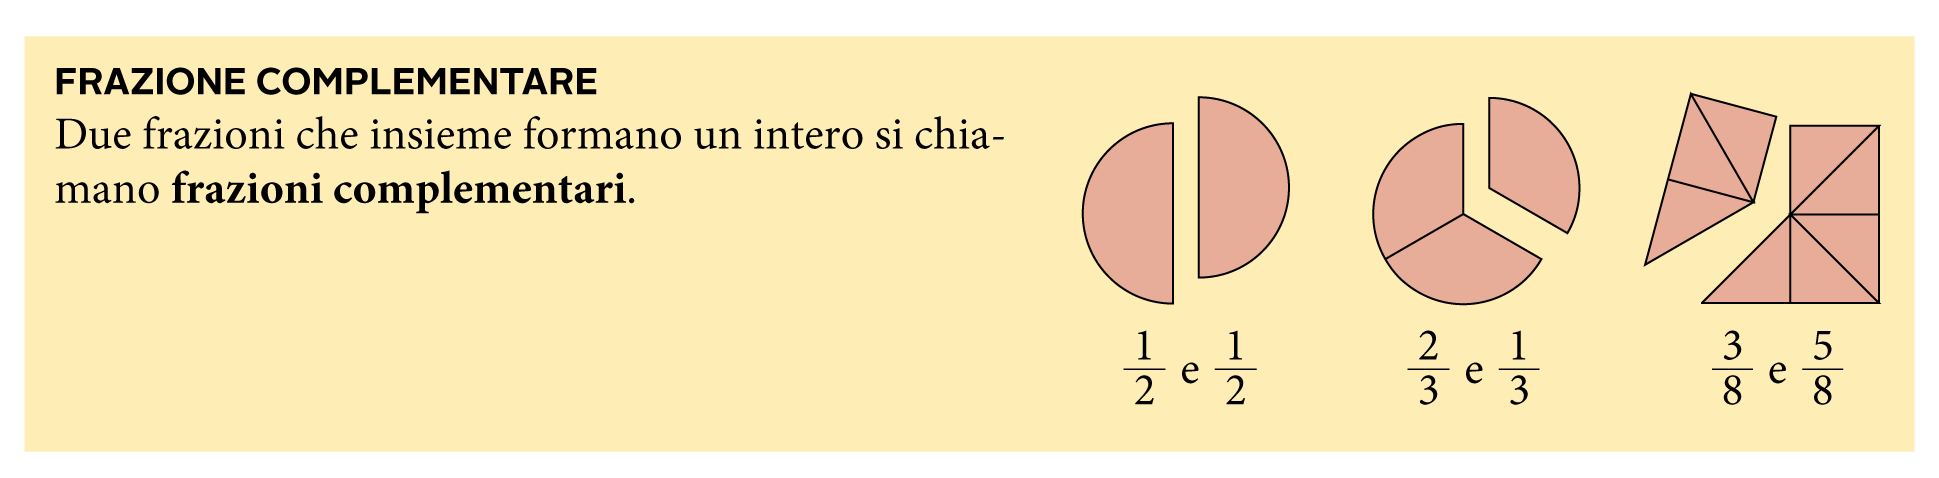 FRAZIONE COMPLEMENTARE
Due frazioni che insieme formano un intero si chia-
mano frazioni complementari.
1/2 e 1/2
2/3 e 1/3
3/8 e 5/8